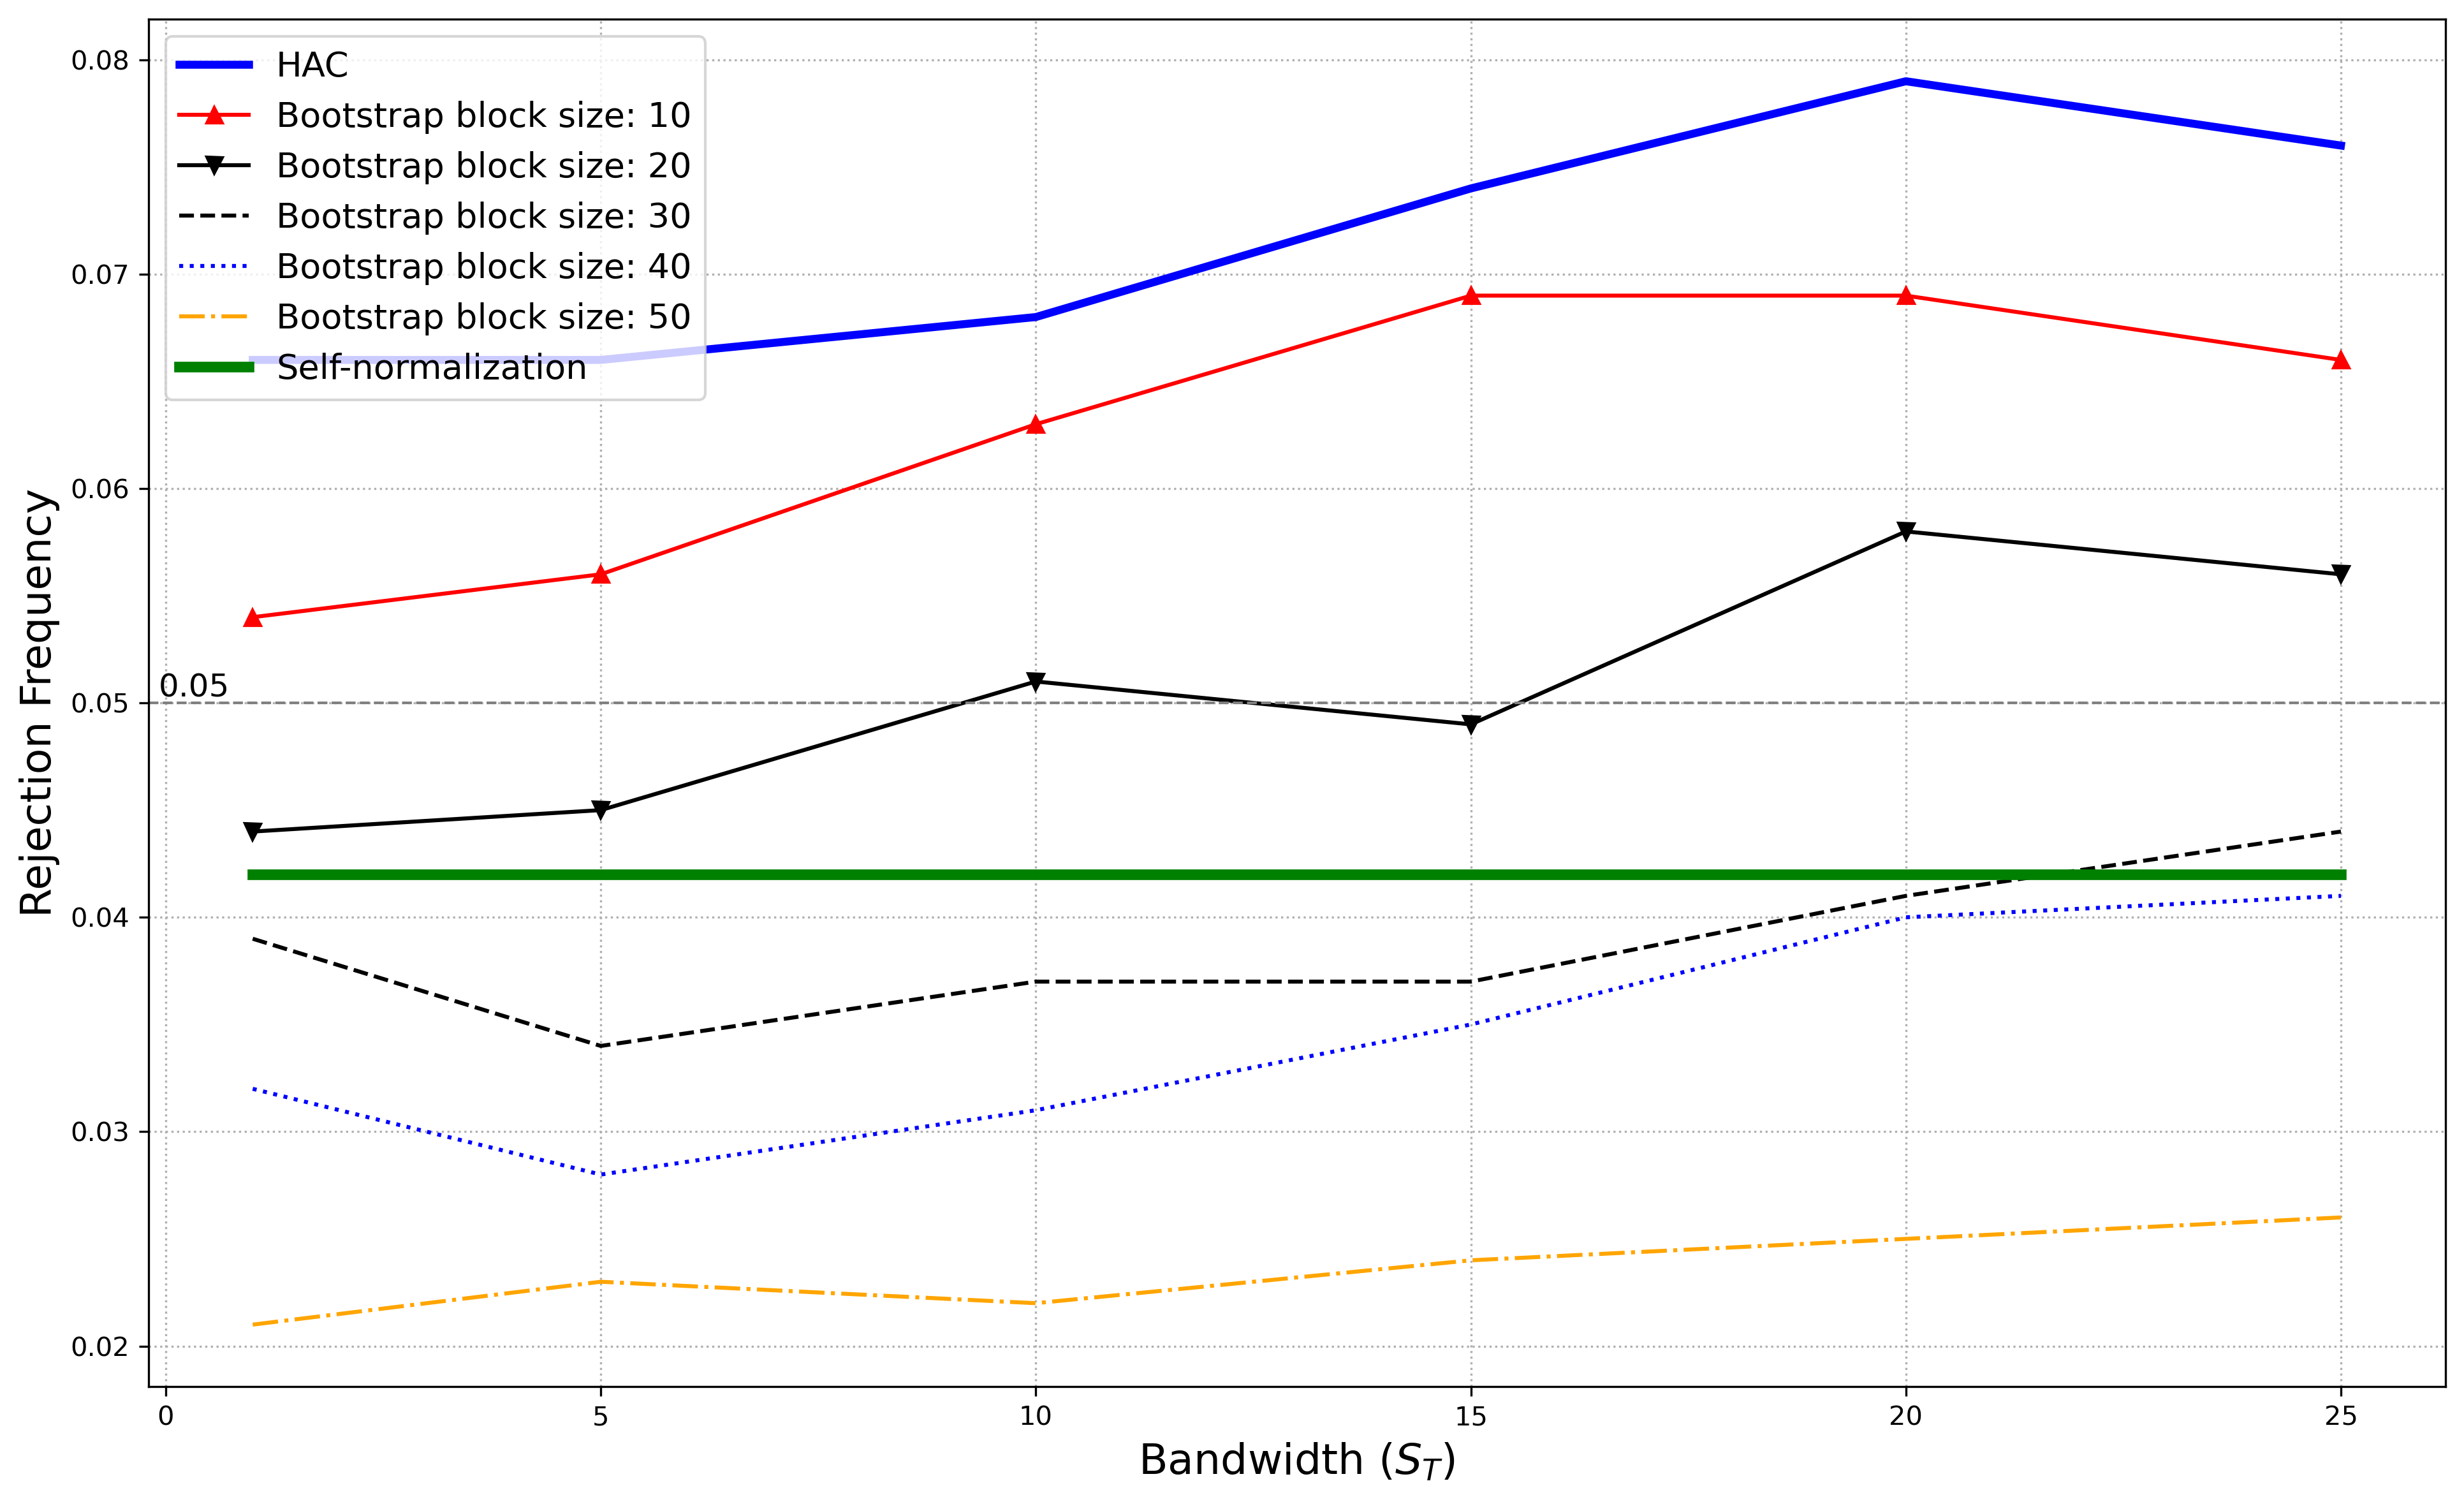 HAC
Bootstrap block size: 10
Bootstrap block size: 20
Bootstrap block size: 30
Bootstrap block size: 40
Bootstrap block size: 50
Self-normalization
0.08
0.07
0.06
0.05
0.04
0.03
0.02
0.05
Rejection Frequency
0 5 10 15 20 25
Bandwidth (S_T)